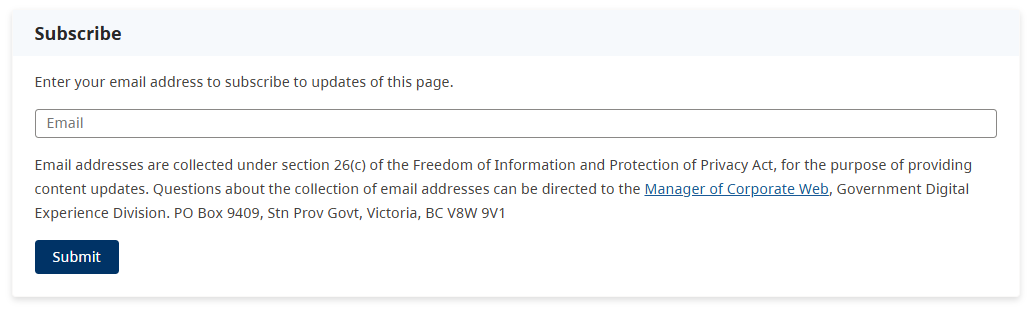 Subscribe
Enter your email address to subscribe to updates of this page.
Email
Email addresses are collected under section 26(c) of the Freedom of Information and Protection of Privacy Act, for the purpose of providing
content updates. Questions about the collection of email addresses can be directed to the Manager of Corporate Web, Government Digital
Experience Division. PO Box 9409, Stn Prov Govt, Victoria, BC V8W 9V1
Submit